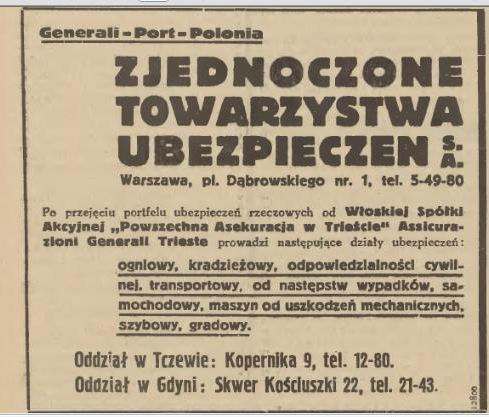 Generali-Port-Polonia
ZJEDNOCZONE
TOWARZYSTWA
UBEZPIECZEN S. A.
Warszawa, pl. Dąbrowskiego nr. 1, tel. 5-49-80
Po przejęciu portfelu ubezpieczeń rzeczowych od Włoskiej Spółki
Akcyjnej „Powszechna Asekuracja w Trieście" Assicura-
zioni Generali Trieste prowadzi następujące działy ubezpieczeń:
ogniowy, kradzieżowy, odpowiedzialności cywil-
nej, transportowy, od następstw wypadków, sa-
mochodowy, maszyn od uszkodzeń mechanicznych,
szybowy, gradowy.
Oddział w Tczewie: Kopernika 9, tel. 12-80.
Oddział w Gdyni: Skwer Kościuszki 22, tel. 21-43.
12800